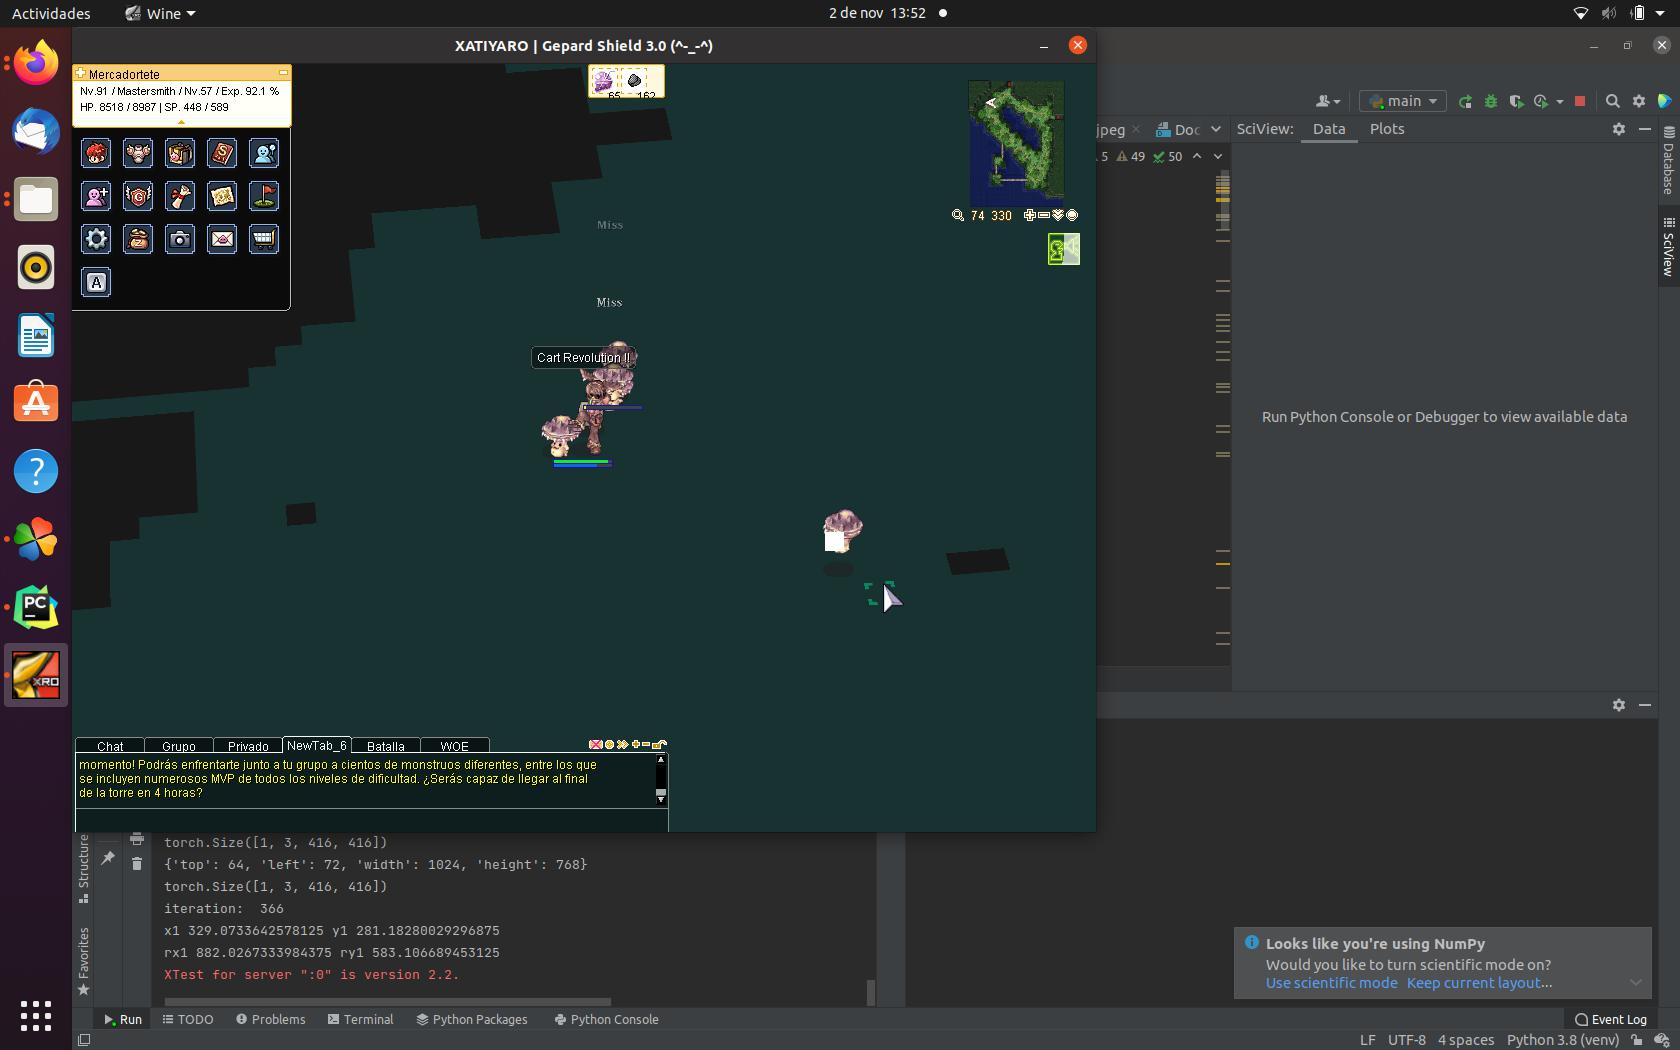 Actividades
Wine
2 de nov 13:52
XATIYARO | Gepard Shield 3.0 (^-_-^)
Mercadortete
Nv.91 / Mastersmith / Nv.57 / Exp. 92.1 %
HP. 8518 / 8987 | SP. 448 / 589
65 162
A
Miss
Miss
Cart Revolution !!
74 330
main
jpeg
Doc
SciView:
Data
Plots
5 49 50
Database
SciView
Run Python Console or Debugger to view available data
PC
XRO
Chat
Grupo
Privado
NewTab_6
Batalla
WOE
momento! Podrás enfrentarte junto a tu grupo a cientos de monstruos diferentes, entre los que
se incluyen numerosos MVP de todos los niveles de dificultad. ¿Serás capaz de llegar al final
de la torre en 4 horas?
Structure
Favorites
torch.Size([1, 3, 416, 416])
{'top': 64, 'left': 72, 'width': 1024, 'height': 768}
torch.Size([1, 3, 416, 416])
iteration:  366
x1 329.0733642578125 y1 281.18280029296875
rx1 882.0267333984375 ry1 583.106689453125
XTest for server ":0" is version 2.2.
Looks like you're using NumPy
Would you like to turn scientific mode on?
Use scientific mode Keep current layout...
Run
TODO
Problems
Terminal
Python Packages
Python Console
Event Log
LF UTF-8 4 spaces Python 3.8 (venv)